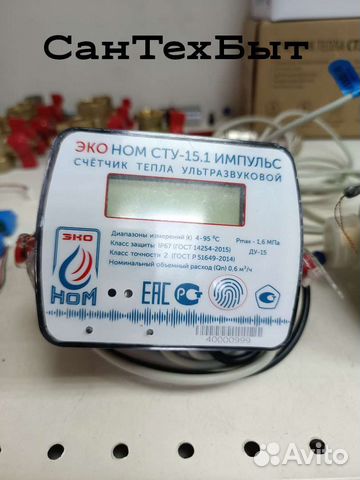 СанТехБыт
ЭКО НОМ СТУ-15.1 ИМПУЛЬС
СЧЁТЧИК ТЕПЛА УЛЬТРАЗВУКОВОЙ
Диапазоны измерений (К) 4-95 °С Pmax - 1,6 МПа
Класс защиты IP67 (ГОСТ 14254-2015) ДУ-15
Класс точности 2 (ГОСТ Р 51649-2014)
Номинальный объемный расход (Qn) 0.6 м³/ч
ЭКО
НОМ
ЕАС
40000999
Avito